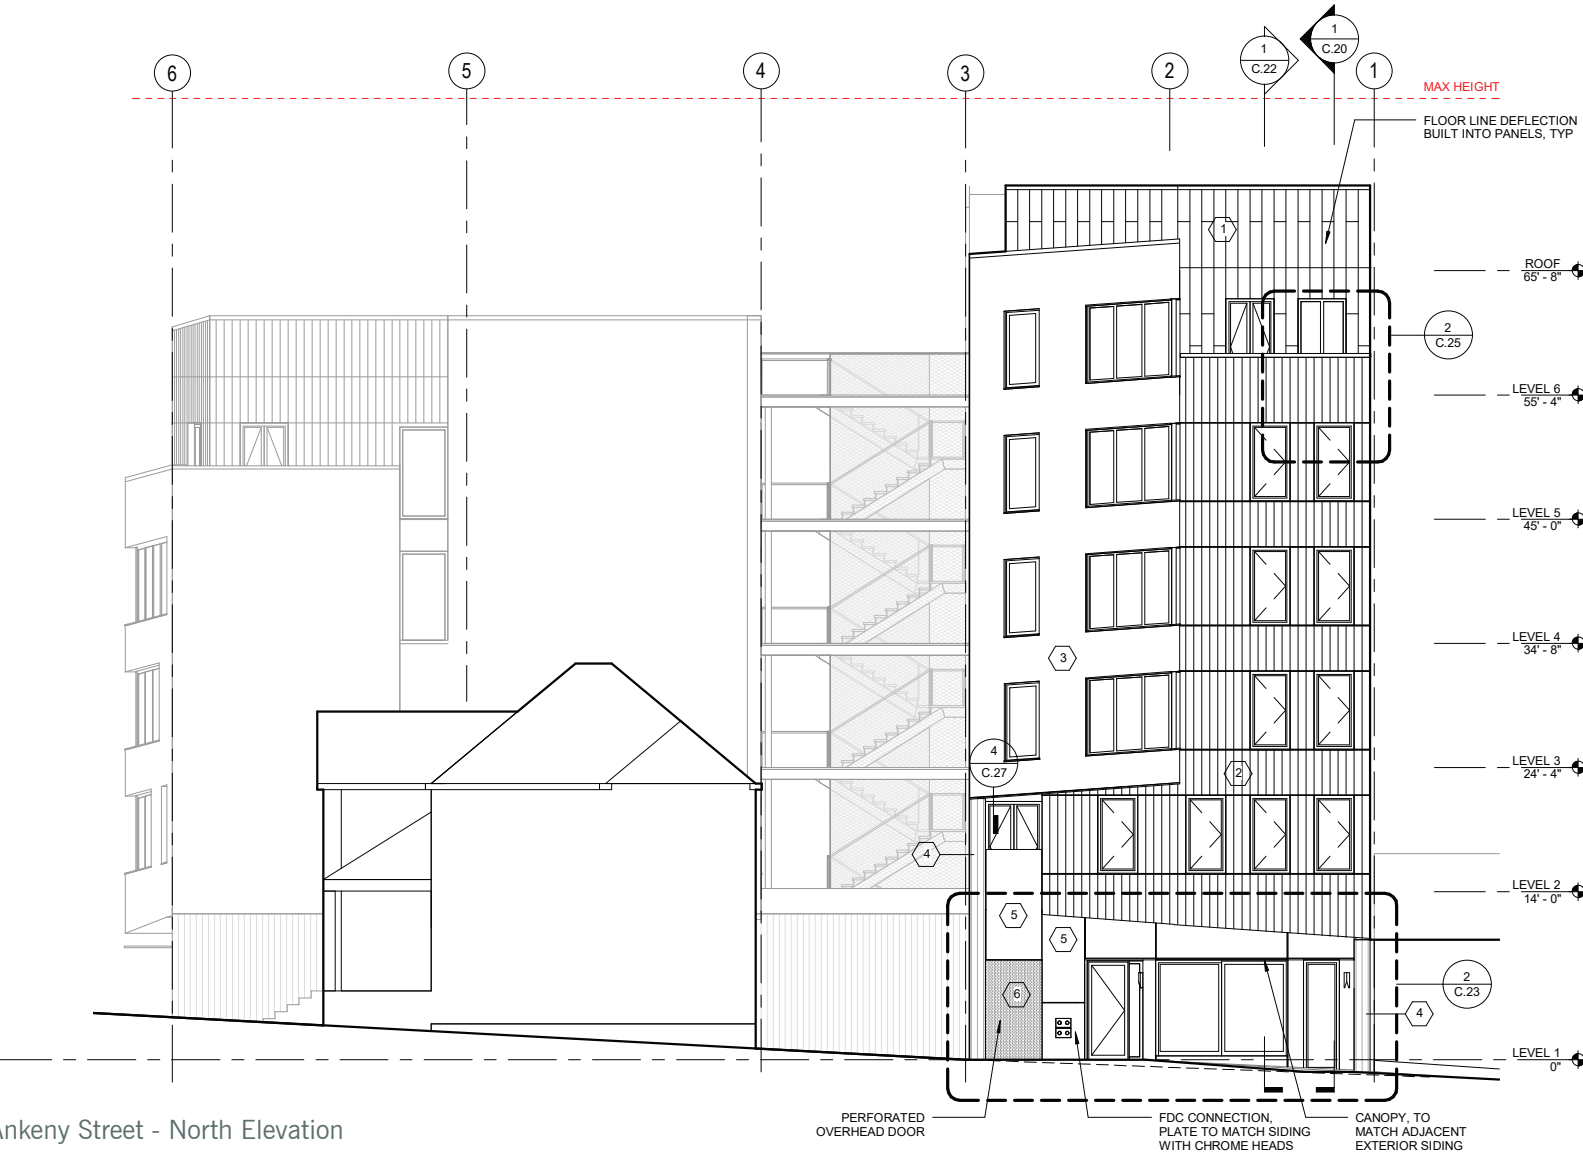 6
5
4
3
2
1
C.22
1
C.20
1
1
MAX HEIGHT
FLOOR LINE DEFLECTION
BUILT INTO PANELS, TYP
1
ROOF
65' - 8"
2
C.25
LEVEL 6
55' - 4"
LEVEL 5
45' - 0"
LEVEL 4
34' - 8"
3
4
C.27
2
LEVEL 3
24' - 4"
4
LEVEL 2
14' - 0"
5
5
6
2
C.23
4
LEVEL 1
0"
PERFORATED
OVERHEAD DOOR
FDC CONNECTION,
PLATE TO MATCH SIDING
WITH CHROME HEADS
CANOPY, TO
MATCH ADJACENT
EXTERIOR SIDING
Street - North Elevation